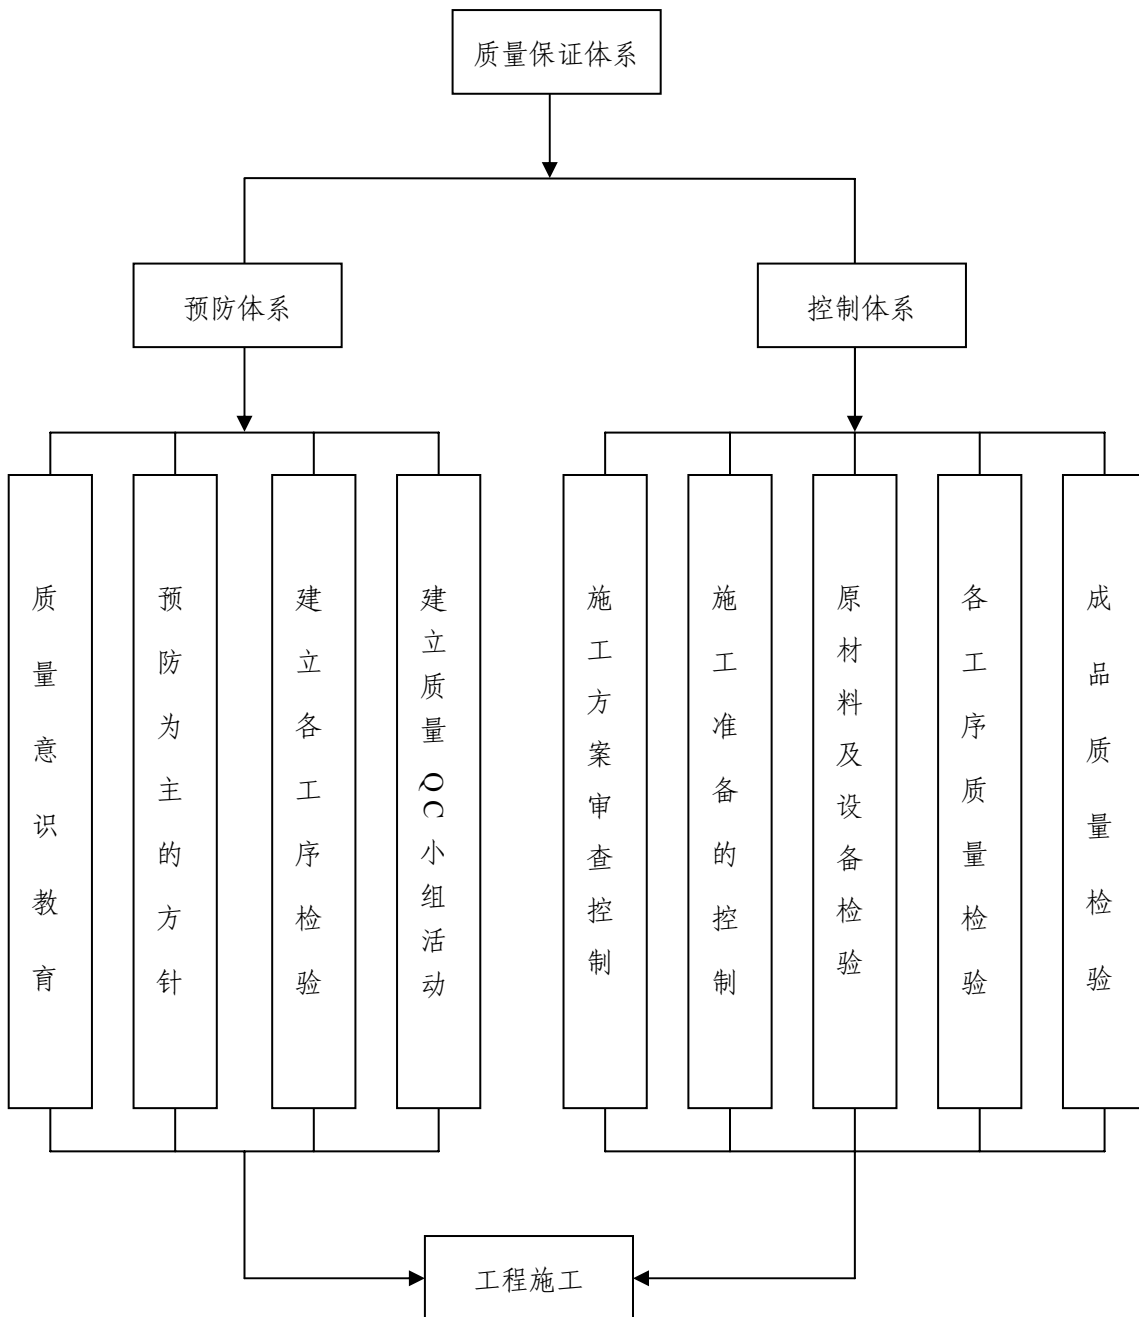 质量保证体系
预防体系
控制体系
质量意识教育
预防为主的方针
建立各工序检验
建立质量QC小组活动
施工方案审查控制
施工准备的控制
原材料及设备检验
各工序质量检验
成品质量检验
工程施工